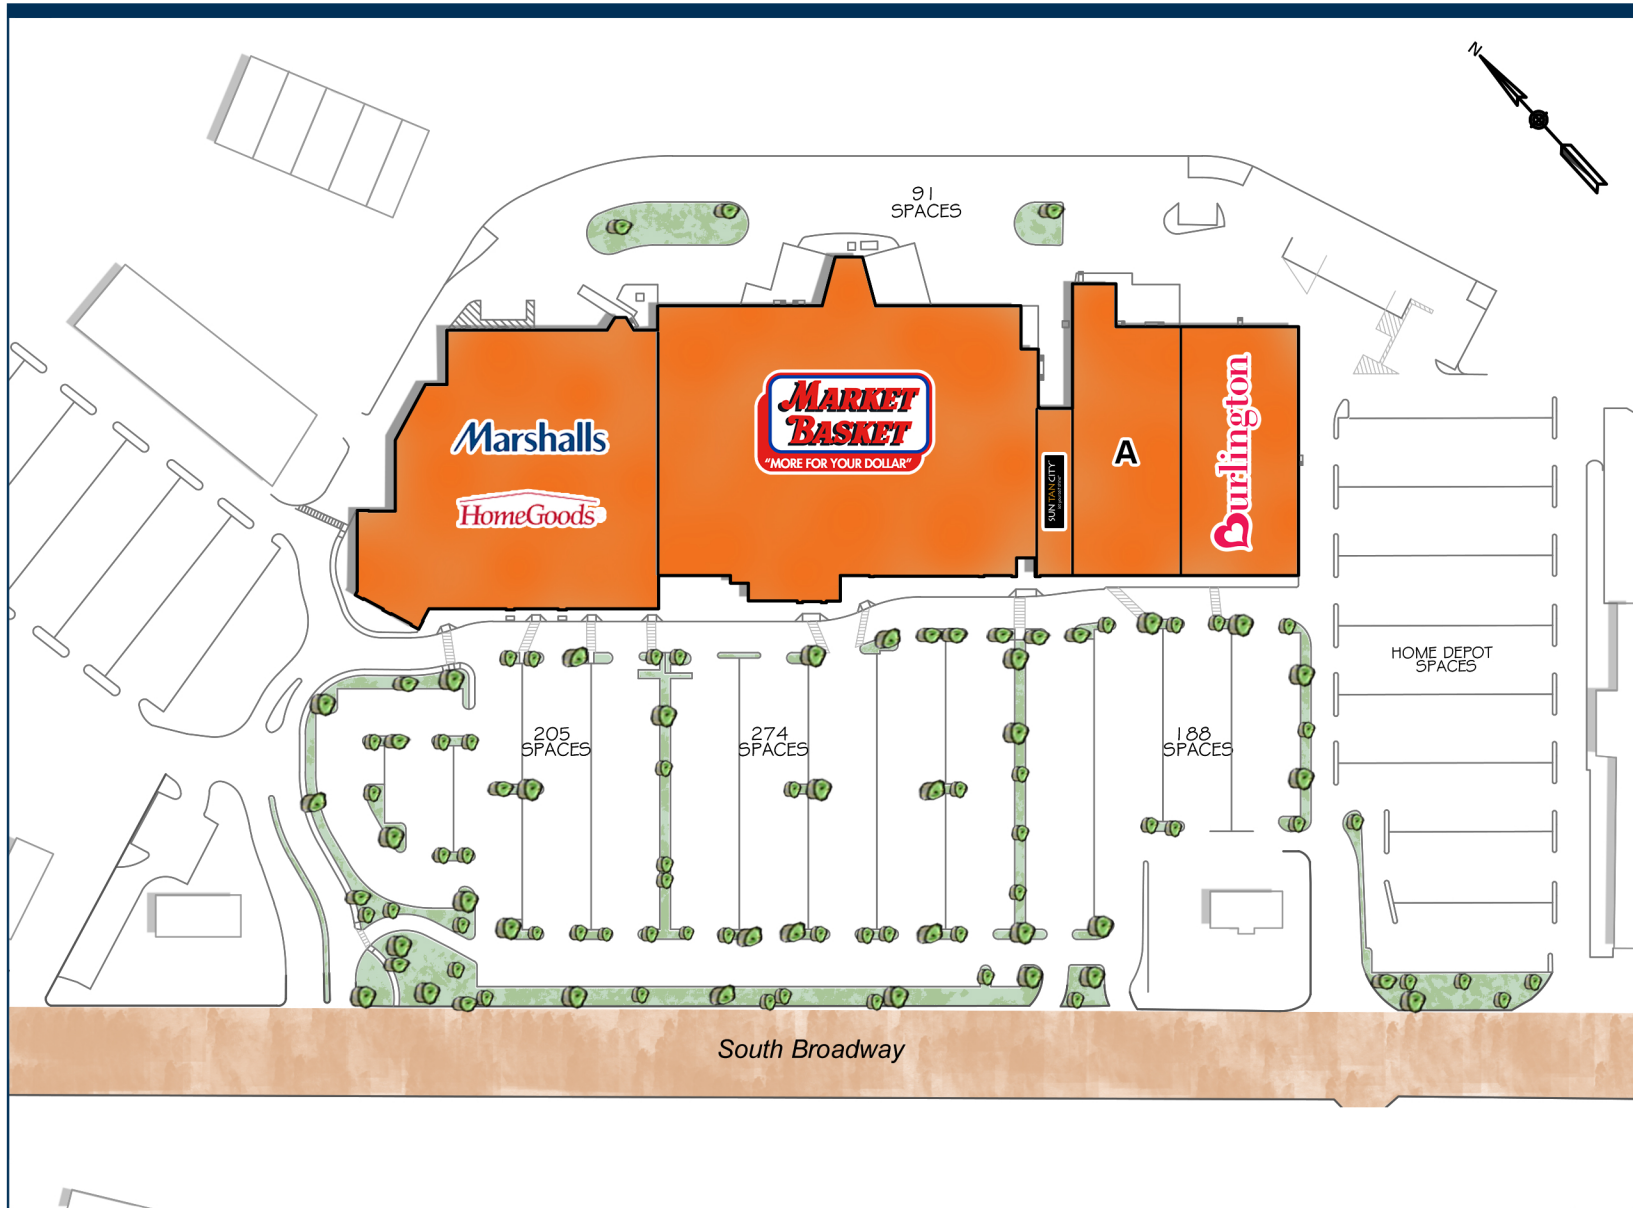 N
91
SPACES
Marshalls
HomeGoods
MARKET
BASKET
"MORE FOR YOUR DOLLAR"
SUN TAN CITY
A
Burlington
HOME DEPOT
SPACES
205
SPACES
274
SPACES
188
SPACES
South Broadway